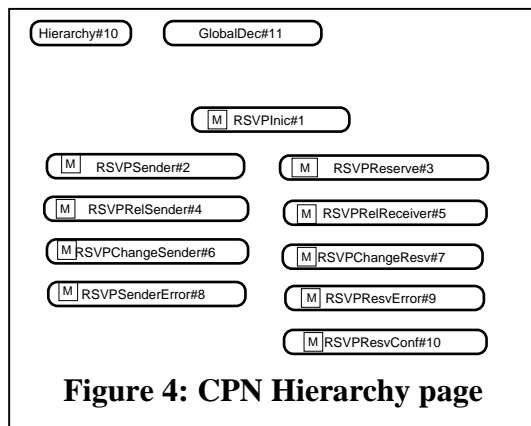 Hierarchy#10 GlobalDec#11
M RSVPInic#1
M RSVPSender#2 M RSVPReserve#3
M RSVPRelSender#4 M RSVPRelReceiver#5
M RSVPChangeSender#6 M RSVPChangeResv#7
M RSVPSenderError#8 M RSVPResvError#9
M RSVPResvConf#10
Figure 4: CPN Hierarchy page